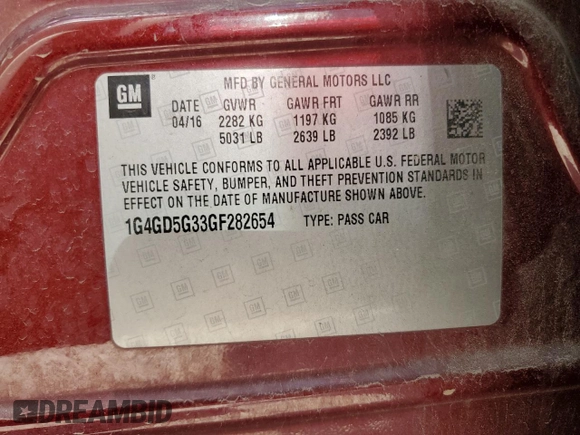 GM
MFD BY GENERAL MOTORS LLC
DATE GVWR GAWR FRT GAWR RR
04/16 2282 KG 1197 KG 1085 KG
5031 LB 2639 LB 2392 LB
THIS VEHICLE CONFORMS TO ALL APPLICABLE U.S. FEDERAL MOTOR
VEHICLE SAFETY, BUMPER, AND THEFT PREVENTION STANDARDS IN
EFFECT ON THE DATE OF MANUFACTURE SHOWN ABOVE.
1G4GD5G33GF282654 TYPE: PASS CAR
DREAMBID